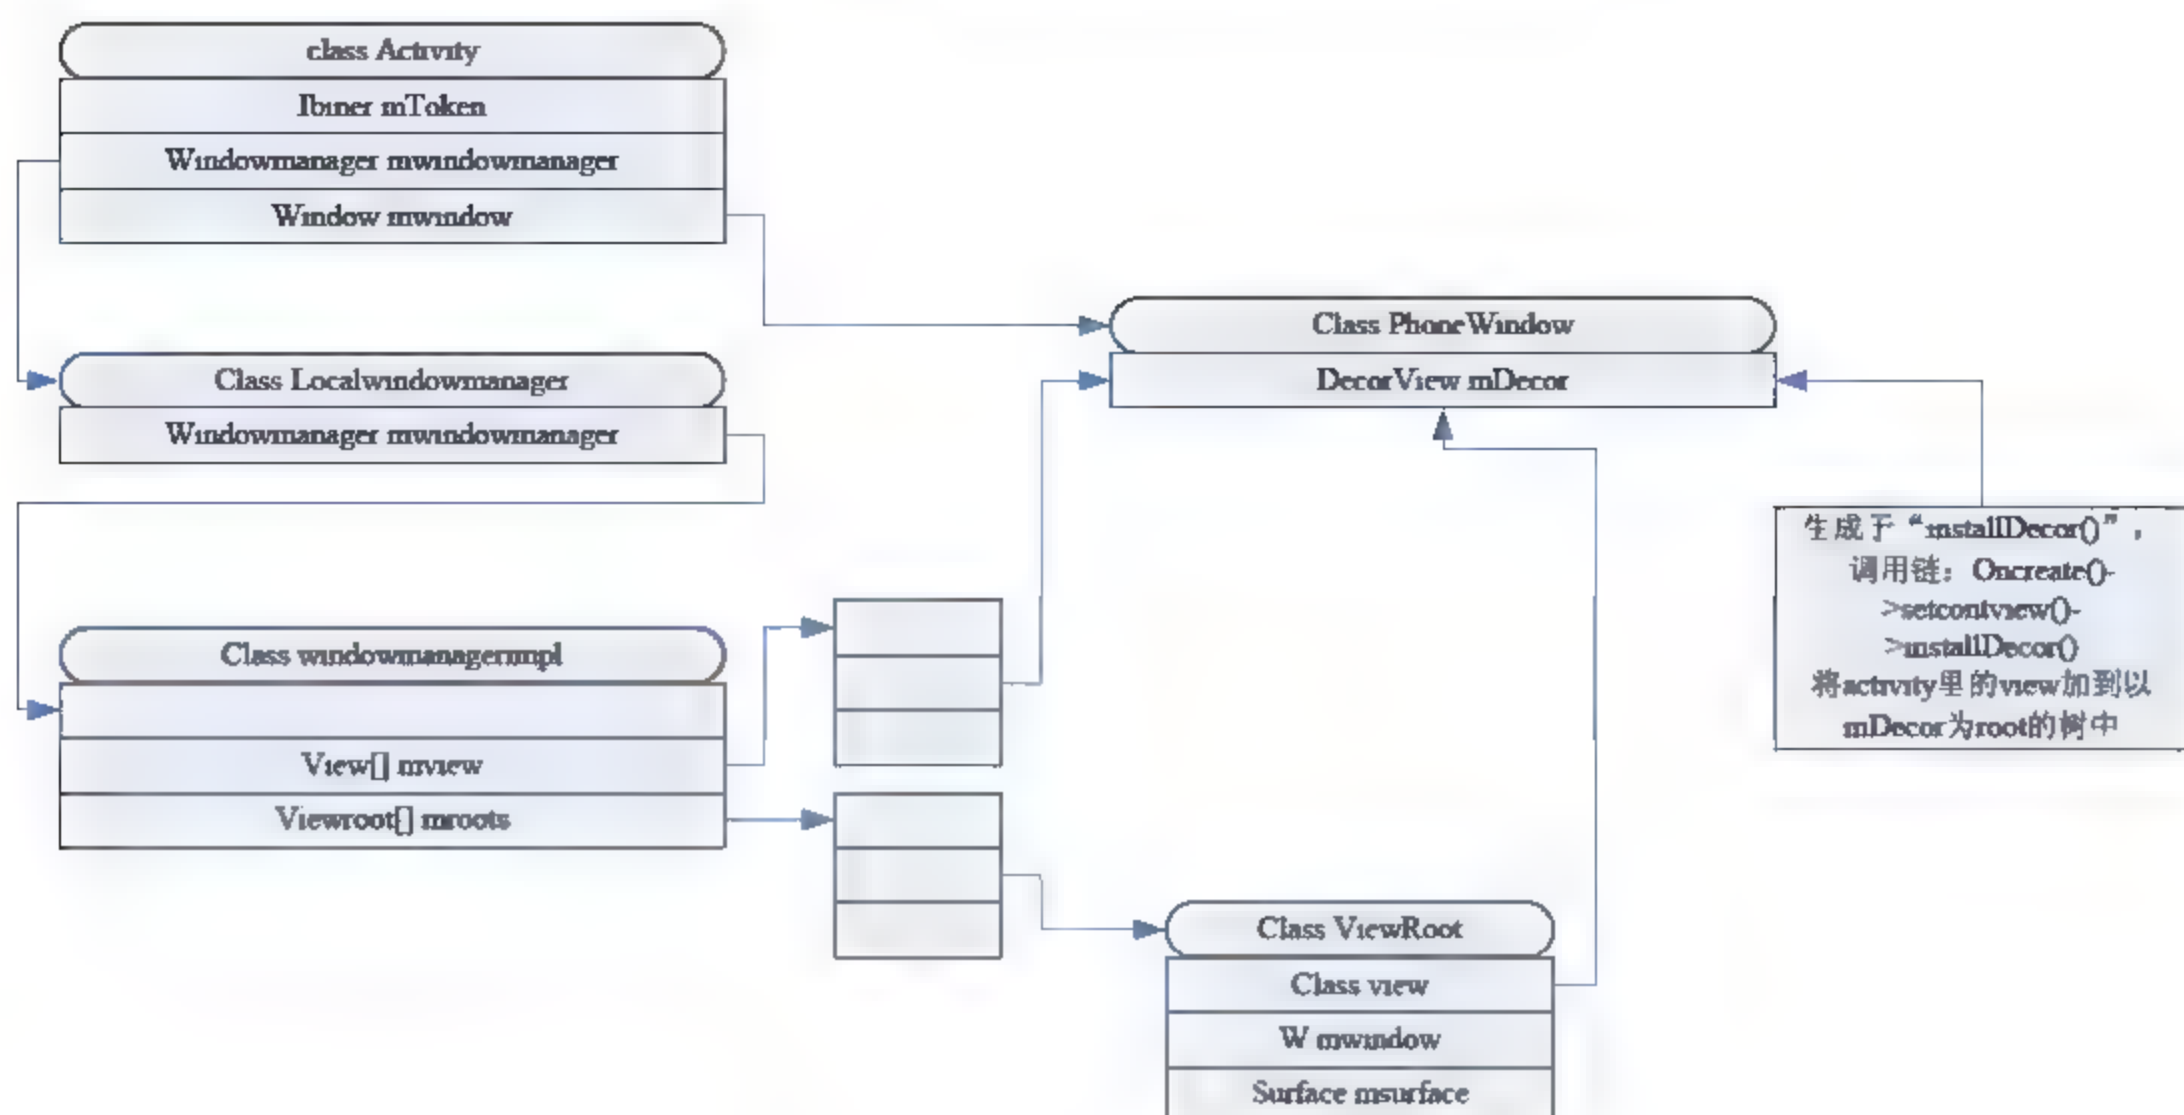 class Activity
Ibiner mToken
Windowmanager mwindowmanager
Window mwindow
Class PhoneWindow
DecorView mDecor
Class Localwindowmanager
Windowmanager mwindowmanager
生成于“installDecor()”，
调用链：Oncreate()-
>setcontview()-
>installDecor()
将activity里的view加到以
mDecor为root的树中
Class windowmanagerimpl
View[] mview
Viewroot[] mroots
Class ViewRoot
Class view
W mwindow
Surface msurface